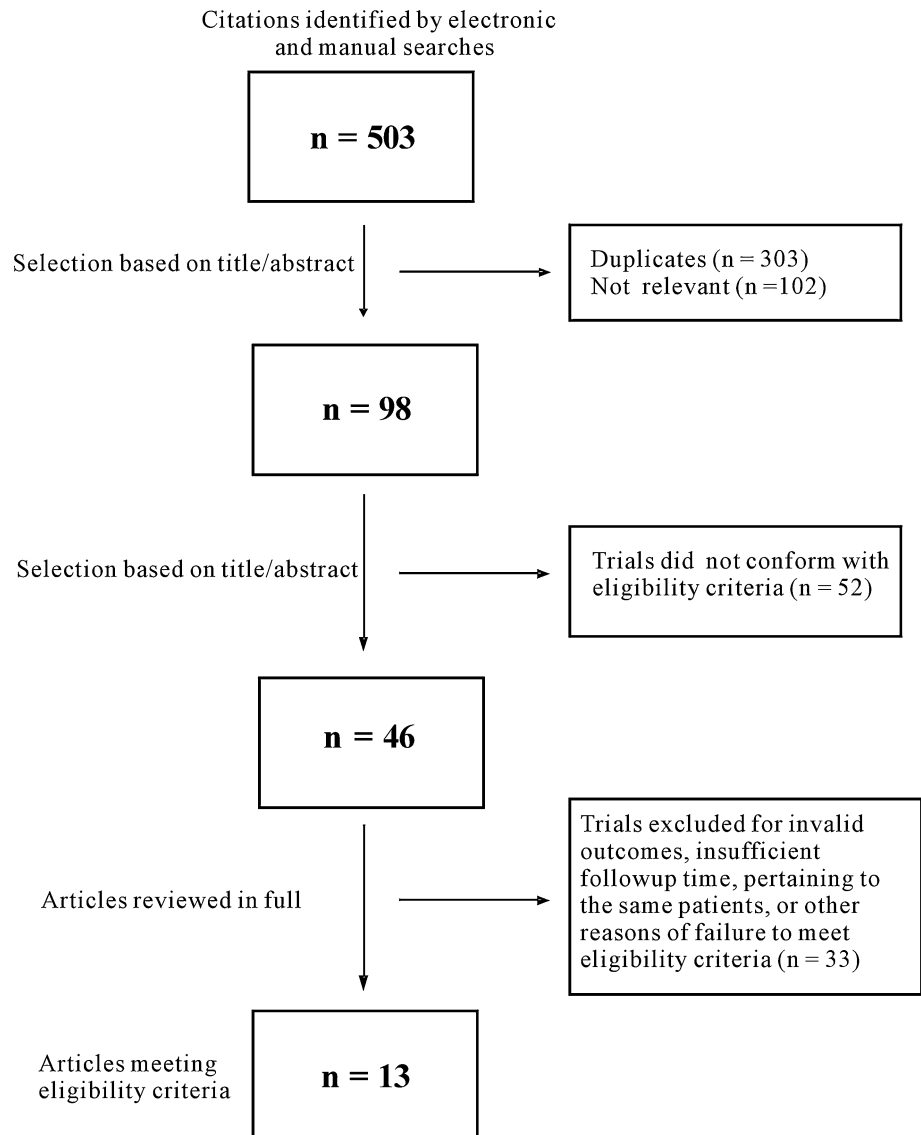 Citations identified by electronic
and manual searches
n = 503
Selection based on title/abstract
Duplicates (n = 303)
Not relevant (n =102)
n = 98
Selection based on title/abstract
Trials did not conform with
eligibility criteria (n = 52)
n = 46
Articles reviewed in full
Trials excluded for invalid
outcomes, insufficient
followup time, pertaining to
the same patients, or other
reasons of failure to meet
eligibility criteria (n = 33)
Articles meeting
eligibility criteria
n = 13